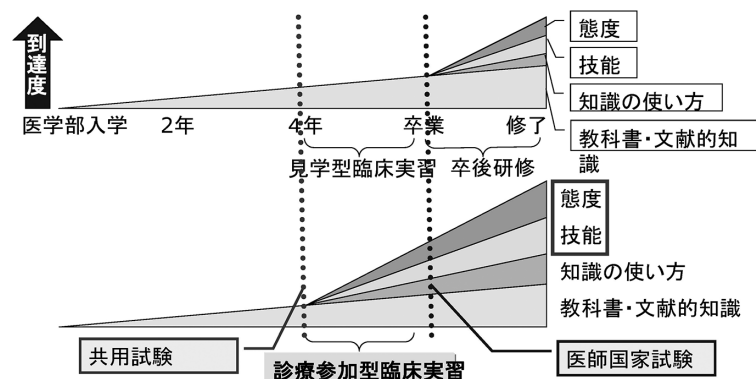 到達度
態度
技能
知識の使い方
教科書・文献的知
識
医学部入学 2年 4年 卒業 修了
見学型臨床実習 卒後研修
態度
技能
知識の使い方
教科書・文献的知識
共用試験
診療参加型臨床実習
医師国家試験